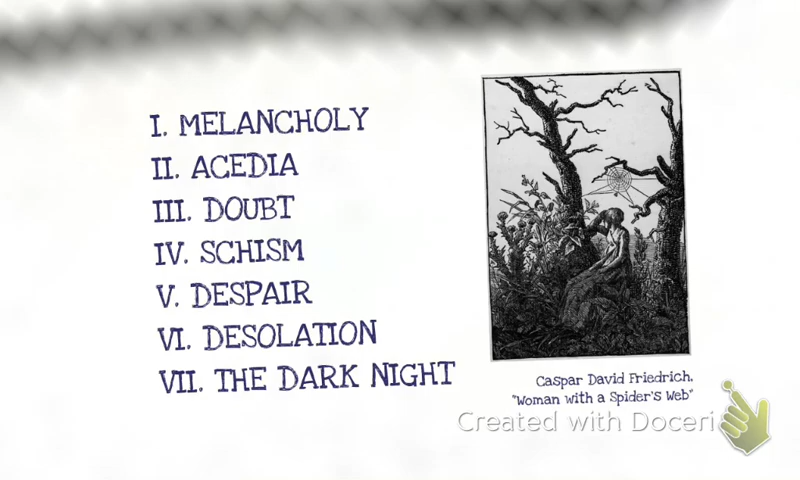 I. MELANCHOLY
II. ACEDIA
III. DOUBT
IV. SCHISM
V. DESPAIR
VI. DESOLATION
VII. THE DARK NIGHT
Caspar David Friedrich,
"Woman with a Spider's Web"
Created with Doceri